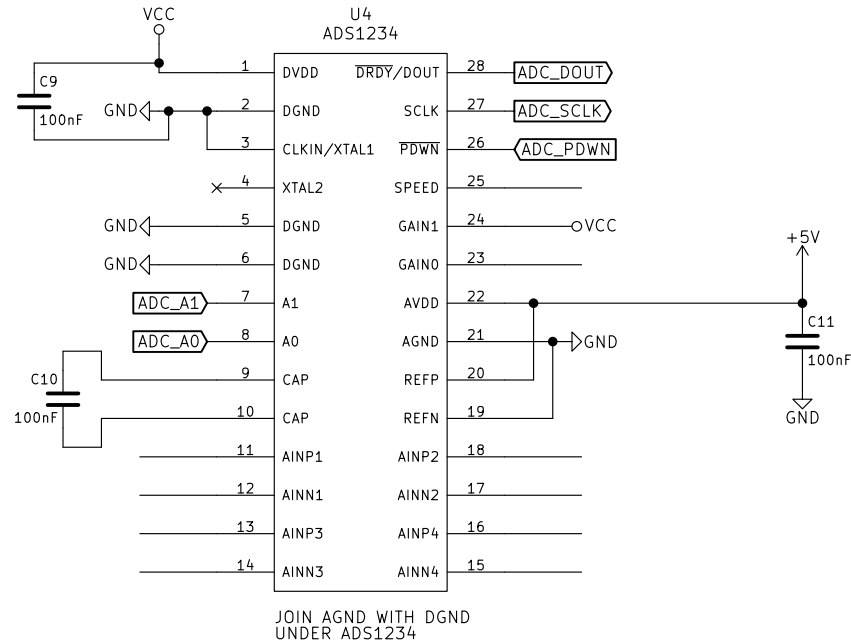 VCC
U4
ADS1234
C9
100nF
GND
1 DVDD
2 DGND
3 CLKIN/XTAL1
4 XTAL2
GND 5 DGND
GND 6 DGND
ADC_A1 7 A1
ADC_A0 8 A0
C10
100nF
9 CAP
10 CAP
11 AINP1
12 AINN1
13 AINP3
14 AINN3
DRDY/DOUT 28 ADC_DOUT
SCLK 27 ADC_SCLK
PDWN 26 ADC_PDWN
SPEED 25
GAIN1 24 VCC
GAIN0 23
AVDD 22
AGND 21 GND
REFP 20
REFN 19
AINP2 18
AINN2 17
AINP4 16
AINN4 15
+5V
C11
100nF
GND
JOIN AGND WITH DGND
UNDER ADS1234